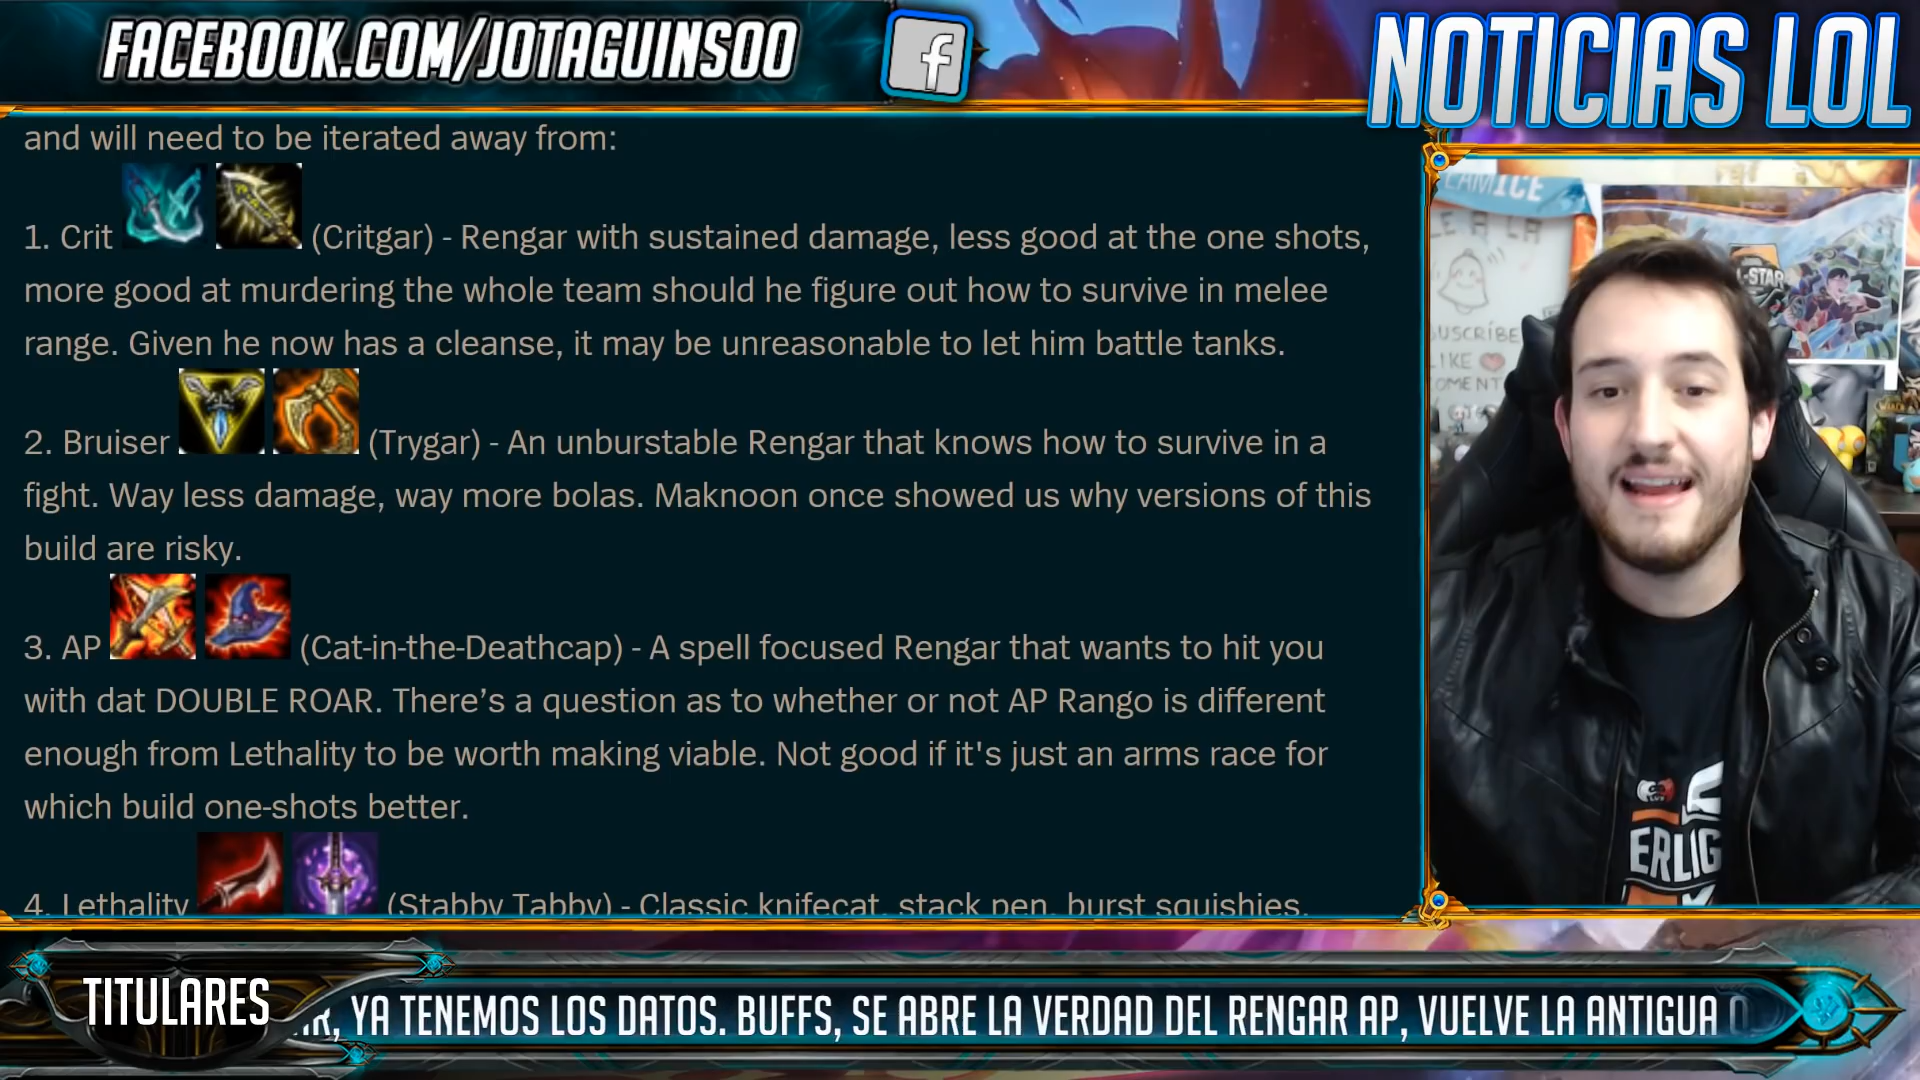 FACEBOOK.COM/JOTAGUINSOO
f
NOTICIAS LOL
and will need to be iterated away from:
1. Crit (Critgar) - Rengar with sustained damage, less good at the one shots,
more good at murdering the whole team should he figure out how to survive in melee
range. Given he now has a cleanse, it may be unreasonable to let him battle tanks.
2. Bruiser (Trygar) - An unburstable Rengar that knows how to survive in a
fight. Way less damage, way more bolas. Maknoon once showed us why versions of this
build are risky.
3. AP (Cat-in-the-Deathcap) - A spell focused Rengar that wants to hit you
with dat DOUBLE ROAR. There’s a question as to whether or not AP Rango is different
enough from Lethality to be worth making viable. Not good if it's just an arms race for
which build one-shots better.
4. Lethality (Stabby Tabby) - Classic knifecat, stack pen, burst squishies.
E A LA
SUSCRÍBE
LIKE
COMENT
L-STAR
ERLIG
TITULARES
R, YA TENEMOS LOS DATOS. BUFFS, SE ABRE LA VERDAD DEL RENGAR AP, VUELVE LA ANTIGUA